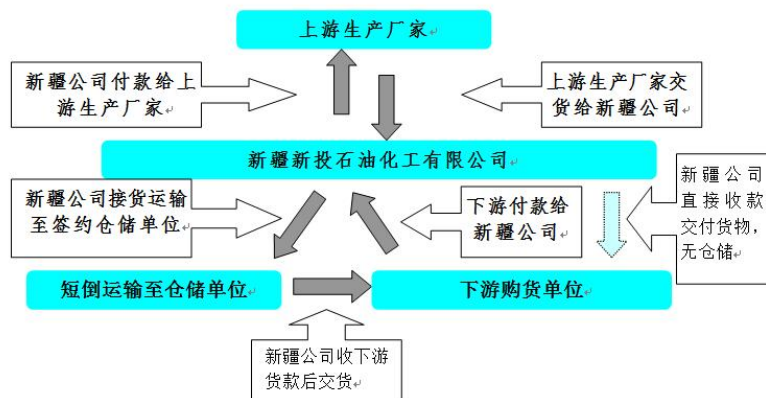 上游生产厂家
新疆公司付款给上
游生产厂家
上游生产厂家交
货给新疆公司
新疆新投石油化工有限公司
新疆公司接货运输
至签约仓储单位
下游付款给
新疆公司
新疆公司
直接收款
交付货物，
无仓储
短倒运输至仓储单位
下游购货单位
新疆公司收下游
货款后交货